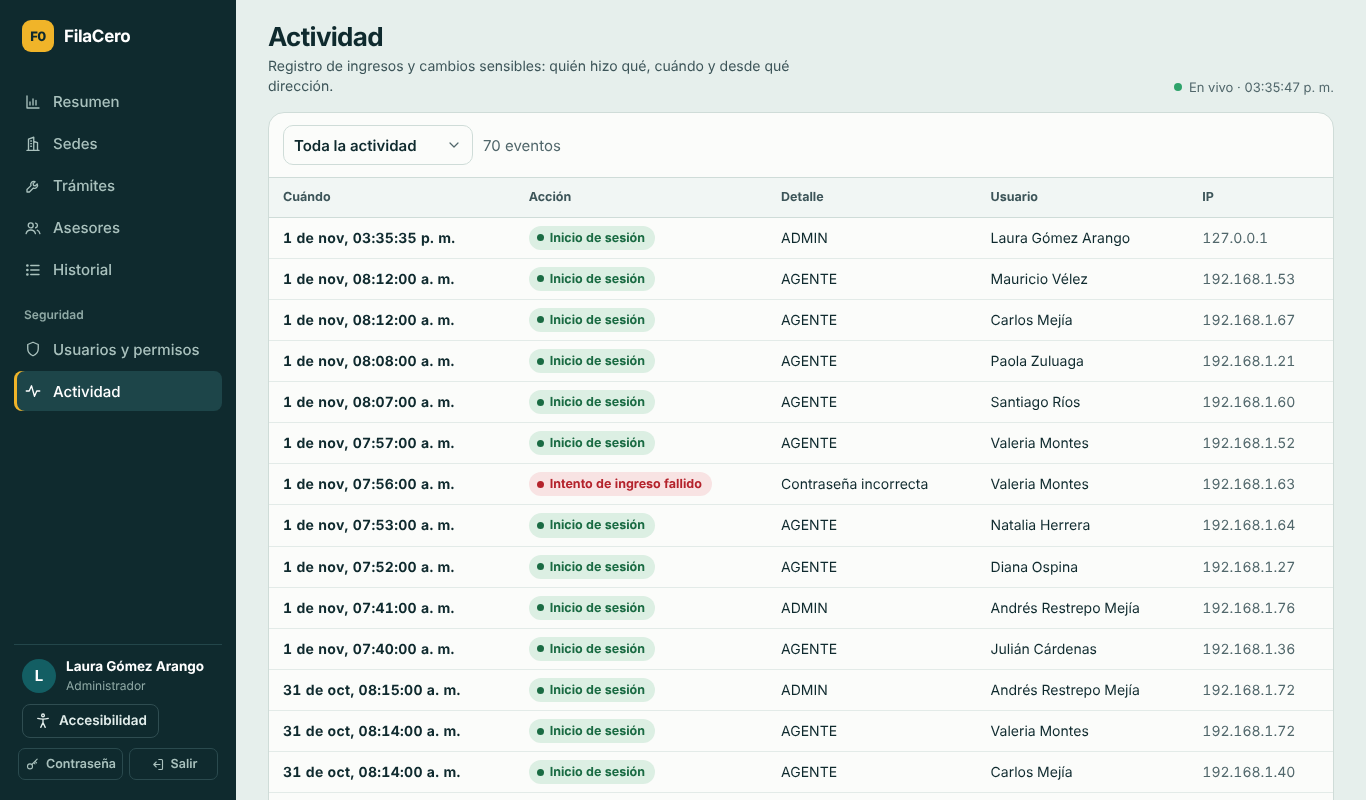 F0 FilaCero
Resumen
Sedes
Trámites
Asesores
Historial
Seguridad
Usuarios y permisos
Actividad
L
Laura Gómez Arango
Administrador
Accesibilidad
Contraseña
Salir
Actividad
Registro de ingresos y cambios sensibles: quién hizo qué, cuándo y desde qué
dirección.
En vivo · 03:35:47 p. m.
Toda la actividad 70 eventos
Cuándo Acción Detalle Usuario IP
1 de nov, 03:35:35 p. m. Inicio de sesión ADMIN Laura Gómez Arango 127.0.0.1
1 de nov, 08:12:00 a. m. Inicio de sesión AGENTE Mauricio Vélez 192.168.1.53
1 de nov, 08:12:00 a. m. Inicio de sesión AGENTE Carlos Mejía 192.168.1.67
1 de nov, 08:08:00 a. m. Inicio de sesión AGENTE Paola Zuluaga 192.168.1.21
1 de nov, 08:07:00 a. m. Inicio de sesión AGENTE Santiago Ríos 192.168.1.60
1 de nov, 07:57:00 a. m. Inicio de sesión AGENTE Valeria Montes 192.168.1.52
1 de nov, 07:56:00 a. m. Intento de ingreso fallido Contraseña incorrecta Valeria Montes 192.168.1.63
1 de nov, 07:53:00 a. m. Inicio de sesión AGENTE Natalia Herrera 192.168.1.64
1 de nov, 07:52:00 a. m. Inicio de sesión AGENTE Diana Ospina 192.168.1.27
1 de nov, 07:41:00 a. m. Inicio de sesión ADMIN Andrés Restrepo Mejía 192.168.1.76
1 de nov, 07:40:00 a. m. Inicio de sesión AGENTE Julián Cárdenas 192.168.1.36
31 de oct, 08:15:00 a. m. Inicio de sesión ADMIN Andrés Restrepo Mejía 192.168.1.72
31 de oct, 08:14:00 a. m. Inicio de sesión AGENTE Valeria Montes 192.168.1.72
31 de oct, 08:14:00 a. m. Inicio de sesión AGENTE Carlos Mejía 192.168.1.40